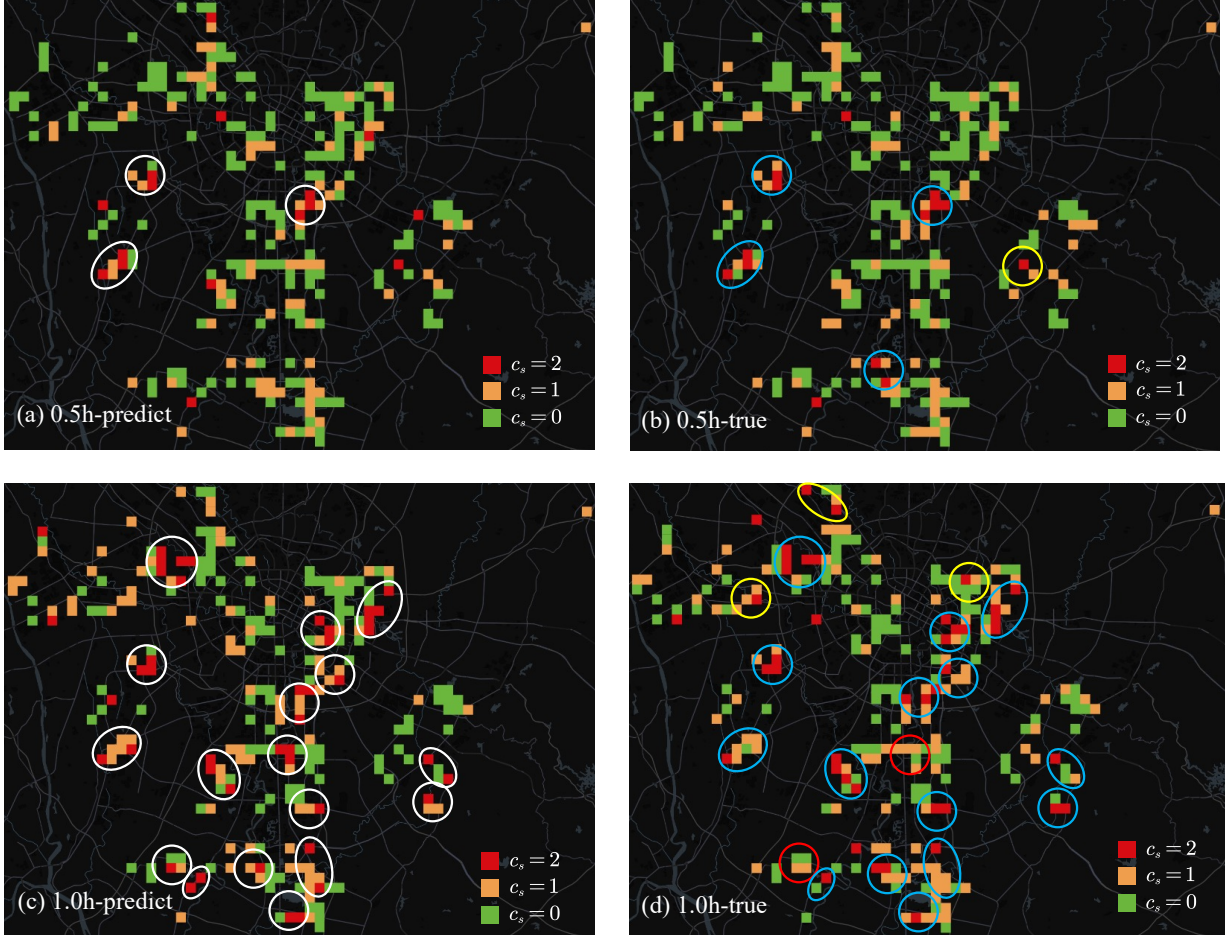 c_s = 2
c_s = 1
c_s = 0
(a) 0.5h-predict
c_s = 2
c_s = 1
c_s = 0
(b) 0.5h-true
c_s = 2
c_s = 1
c_s = 0
(c) 1.0h-predict
c_s = 2
c_s = 1
c_s = 0
(d) 1.0h-true